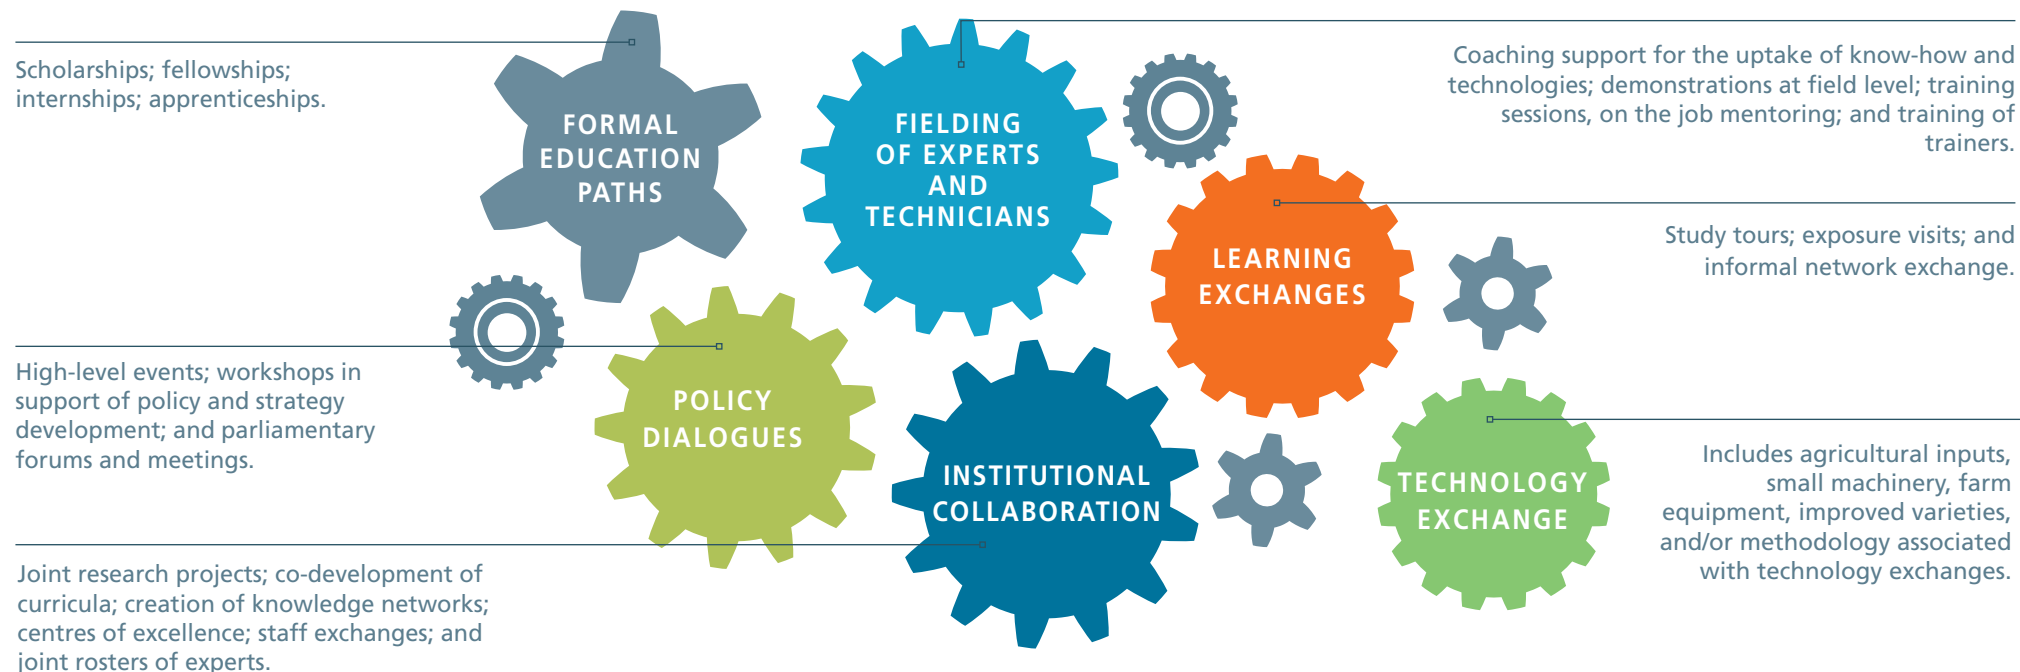 Scholarships; fellowships;
internships; apprenticeships.
FORMAL
EDUCATION
PATHS
FIELDING
OF EXPERTS
AND
TECHNICIANS
Coaching support for the uptake of know-how and
technologies; demonstrations at field level; training
sessions, on the job mentoring; and training of
trainers.
LEARNING
EXCHANGES
Study tours; exposure visits; and
informal network exchange.
High-level events; workshops in
support of policy and strategy
development; and parliamentary
forums and meetings.
POLICY
DIALOGUES
INSTITUTIONAL
COLLABORATION
TECHNOLOGY
EXCHANGE
Includes agricultural inputs,
small machinery, farm
equipment, improved varieties,
and/or methodology associated
with technology exchanges.
Joint research projects; co-development of
curricula; creation of knowledge networks;
centres of excellence; staff exchanges; and
joint rosters of experts.